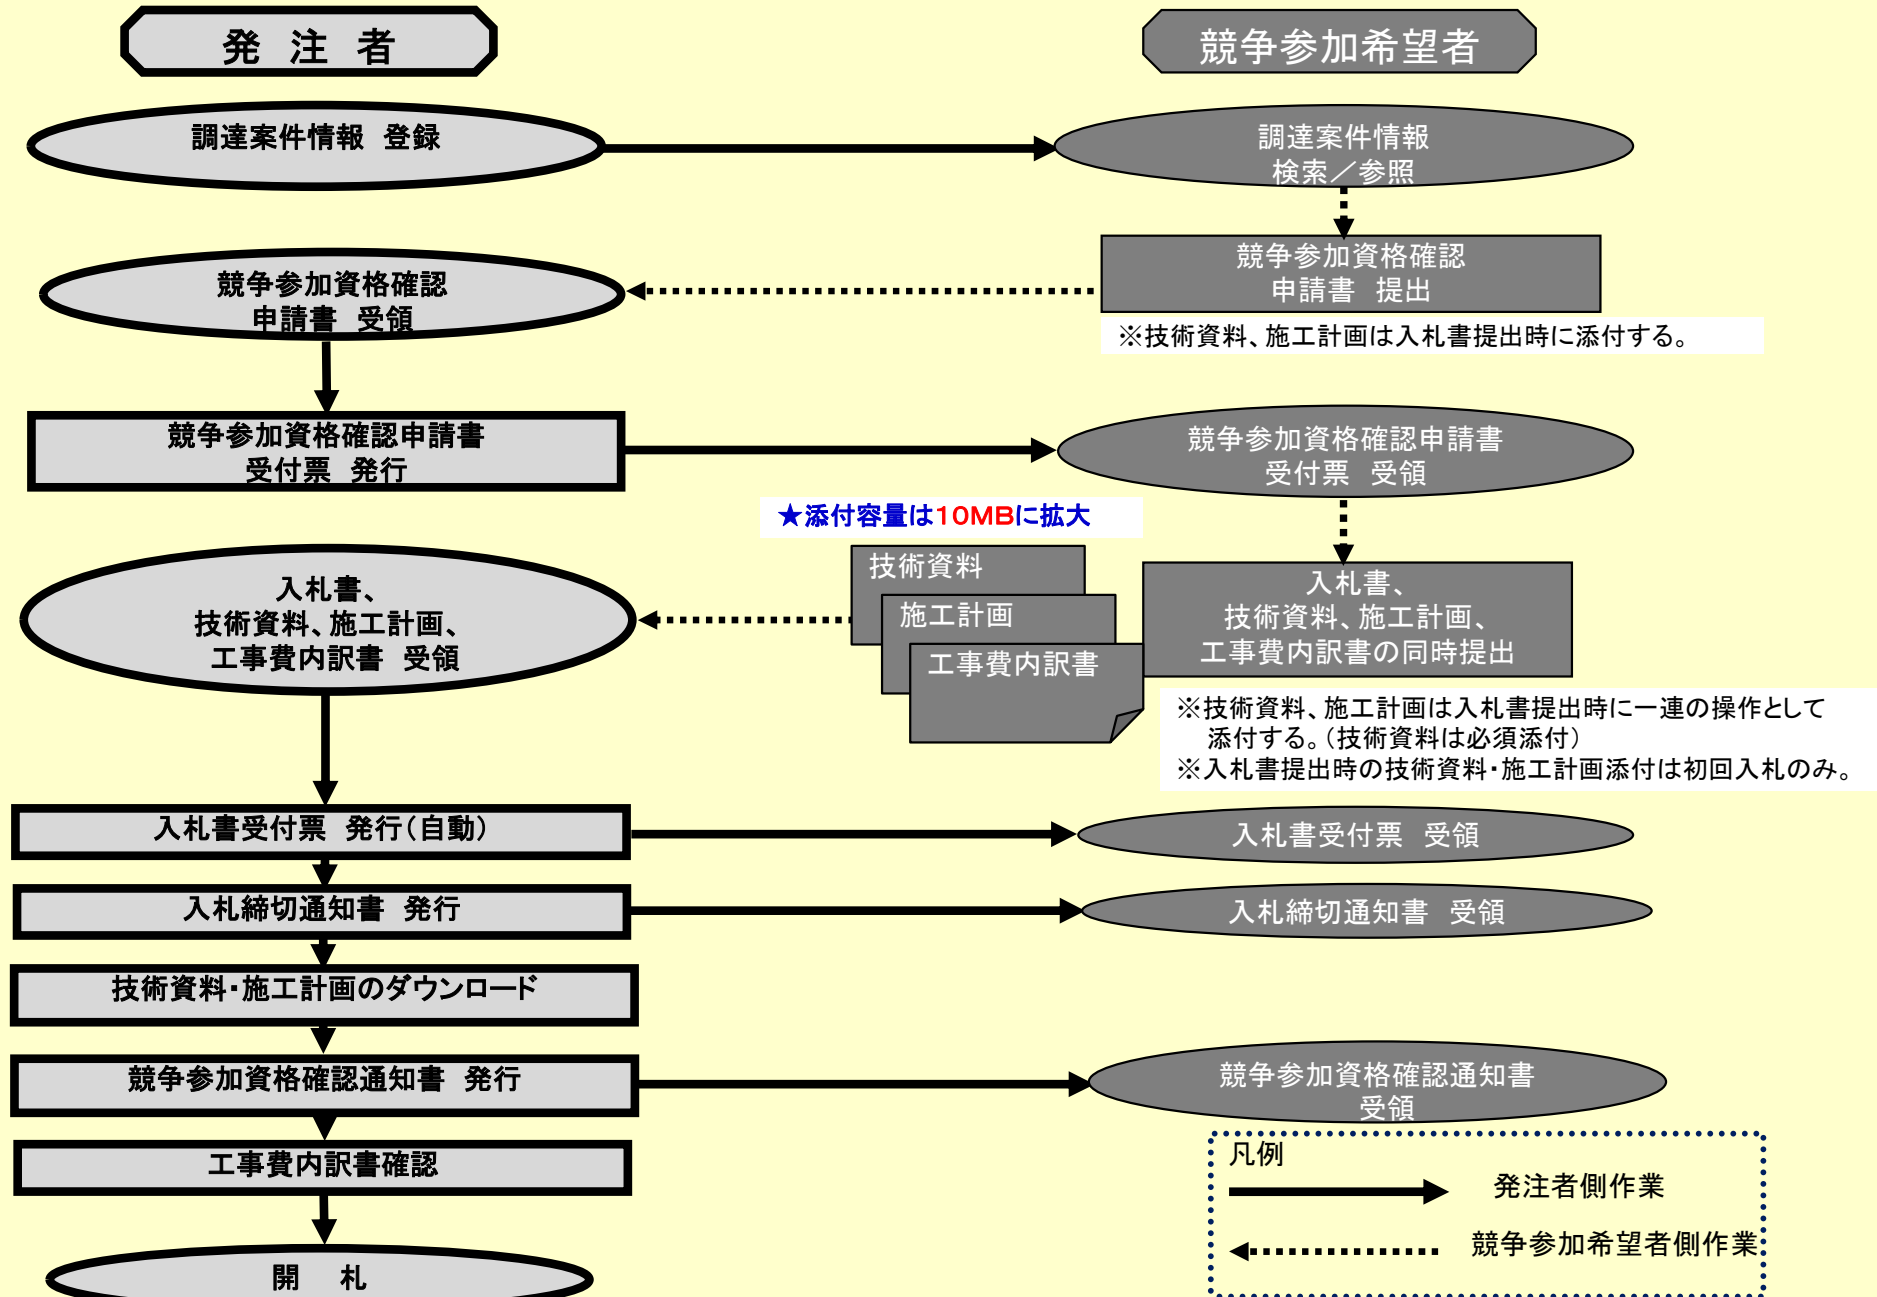 発　注　者
競争参加希望者
調達案件情報　登録
調達案件情報
検索／参照
競争参加資格確認
申請書　提出
競争参加資格確認
申請書　受領
※技術資料、施工計画は入札書提出時に添付する。
競争参加資格確認申請書
受付票　発行
競争参加資格確認申請書
受付票　受領
★添付容量は10MBに拡大
技術資料
施工計画
工事費内訳書
入札書、
技術資料、施工計画、
工事費内訳書の同時提出
入札書、
技術資料、施工計画、
工事費内訳書　受領
※技術資料、施工計画は入札書提出時に一連の操作として
添付する。（技術資料は必須添付）
※入札書提出時の技術資料・施工計画添付は初回入札のみ。
入札書受付票　発行（自動）
入札書受付票　受領
入札締切通知書　発行
入札締切通知書　受領
技術資料・施工計画のダウンロード
競争参加資格確認通知書　発行
競争参加資格確認通知書
受領
工事費内訳書確認
開　札
凡例
発注者側作業
競争参加希望者側作業